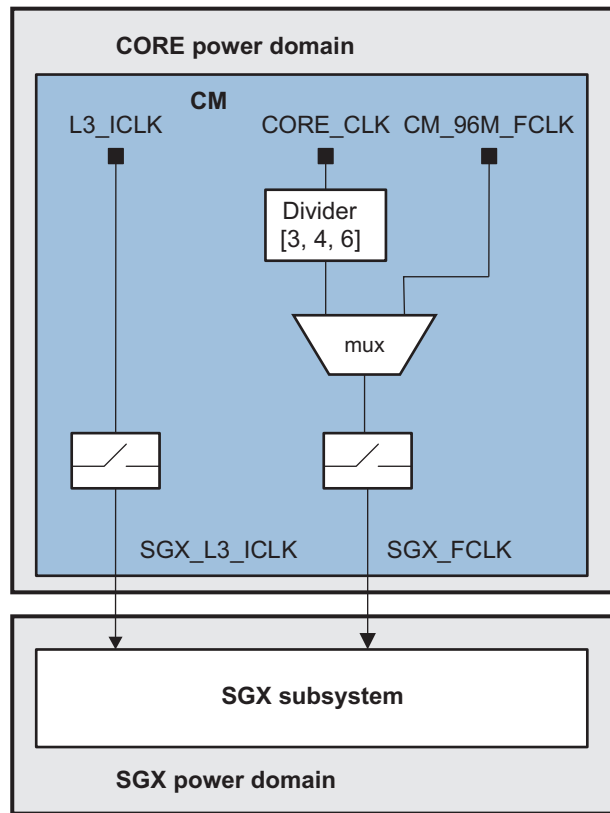 CORE power domain
CM
L3_ICLK CORE_CLK CM_96M_FCLK
Divider
[3, 4, 6]
mux
SGX_L3_ICLK SGX_FCLK
SGX subsystem
SGX power domain